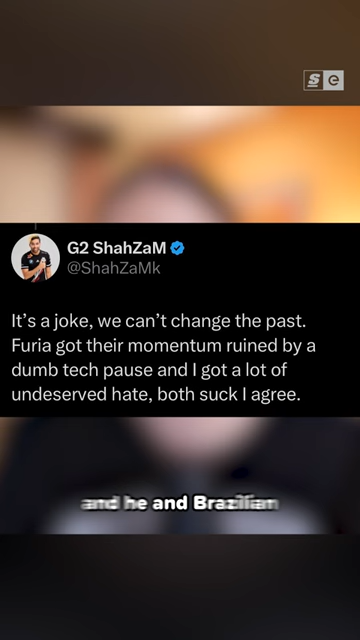 S e
G2 ShahZaM
@ShahZaMk
It's a joke, we can't change the past.
Furia got their momentum ruined by a
dumb tech pause and I got a lot of
undeserved hate, both suck I agree.
and he and Brazilian